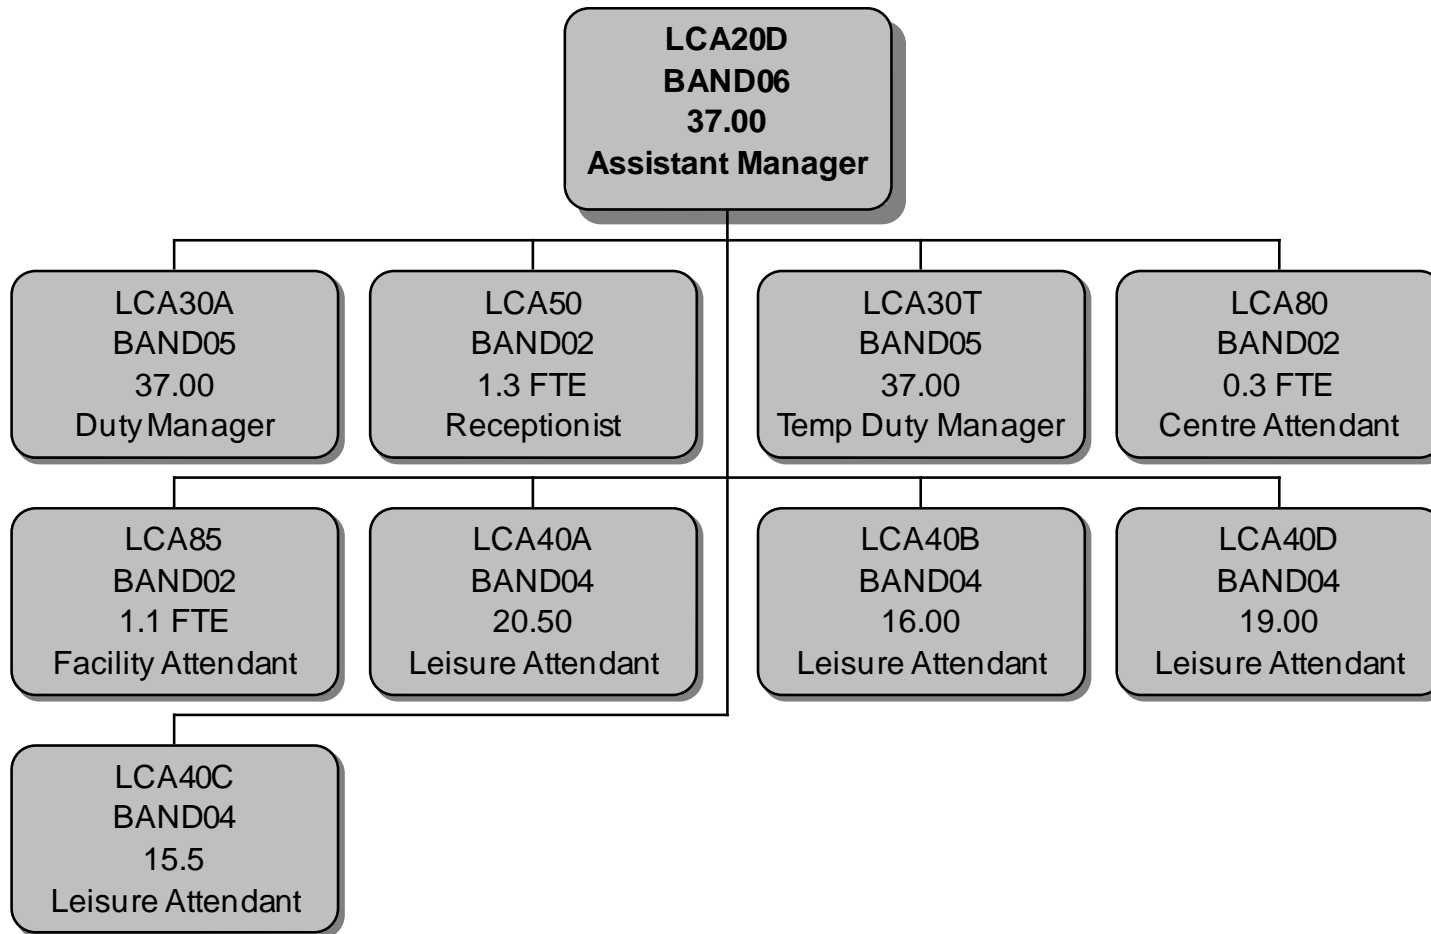 LCA20D
BAND06
37.00
Assistant Manager
LCA30A
BAND05
37.00
Duty Manager
LCA50
BAND02
1.3 FTE
Receptionist
LCA30T
BAND05
37.00
Temp Duty Manager
LCA80
BAND02
0.3 FTE
Centre Attendant
LCA85
BAND02
1.1 FTE
Facility Attendant
LCA40A
BAND04
20.50
Leisure Attendant
LCA40B
BAND04
16.00
Leisure Attendant
LCA40D
BAND04
19.00
Leisure Attendant
LCA40C
BAND04
15.5
Leisure Attendant